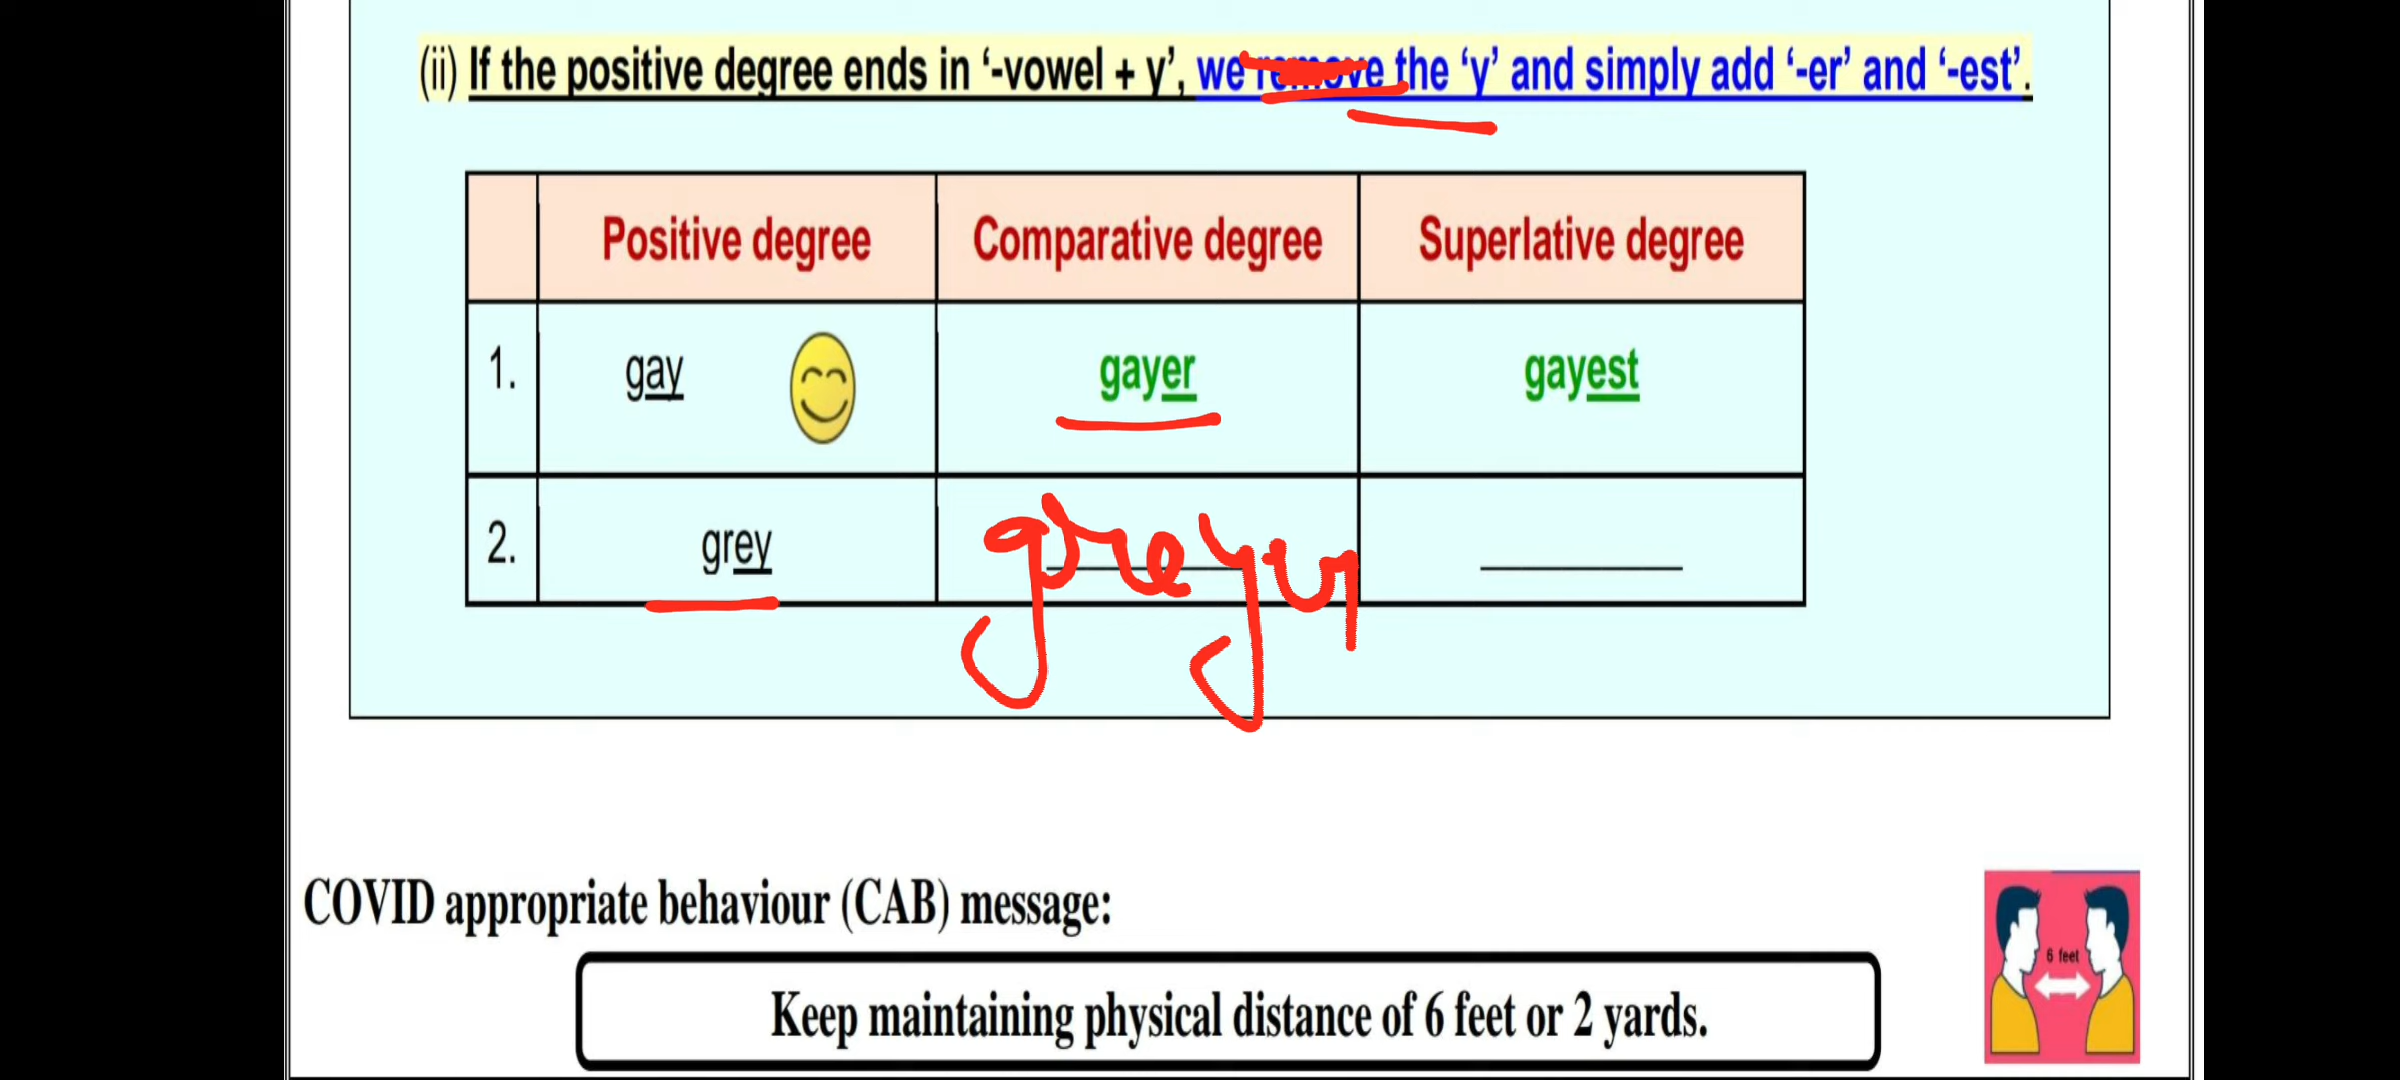 (ii) If the positive degree ends in ‘-vowel + y’, we remove the ‘y’ and simply add ‘-er’ and ‘-est’.
Positive degree Comparative degree Superlative degree
1. gay gayer gayest
2. grey greyer
COVID appropriate behaviour (CAB) message:
6 feet
Keep maintaining physical distance of 6 feet or 2 yards.